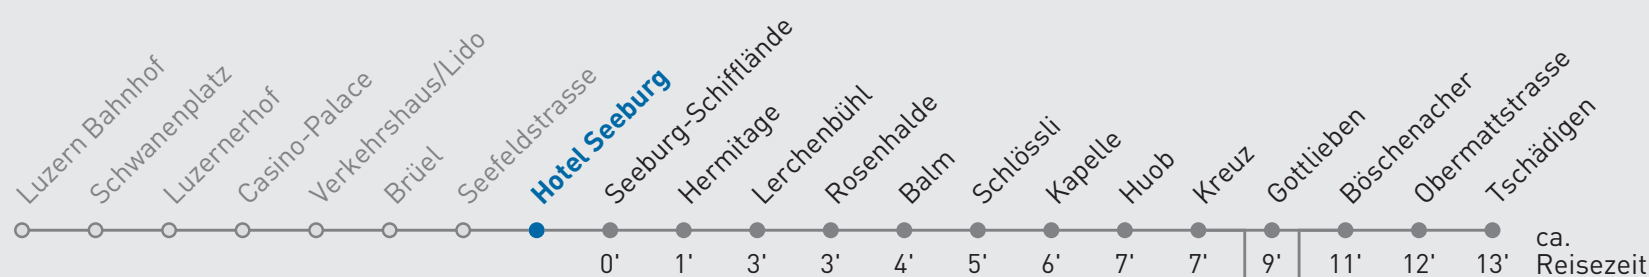 Luzern Bahnhof
Schwanenplatz
Luzernerhof
Casino-Palace
Verkehrshaus/Lido
Brüel
Seefeldstrasse
Hotel Seeburg
Seeburg-Schifflände
Hermitage
Lerchenbühl
Rosenhalde
Balm
Schlössli
Kapelle
Huob
Kreuz
Gottlieben
Böschenacher
Obermattstrasse
Tschädigen
0' 1' 3' 3' 4' 5' 6' 7' 7' 9' 11' 12' 13'
ca.
Reisezeit